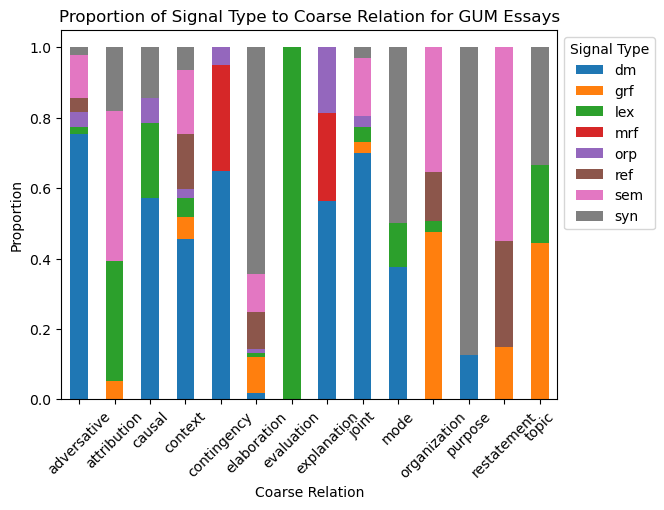 Proportion of Signal Type to Coarse Relation for GUM Essays
1.0
0.8
0.6
0.4
0.2
0.0
Proportion
adversative
attribution
causal
context
contingency
elaboration
evaluation
explanation
joint
mode
organization
purpose
restatement
topic
Coarse Relation
Signal Type
dm
grf
lex
mrf
orp
ref
sem
syn